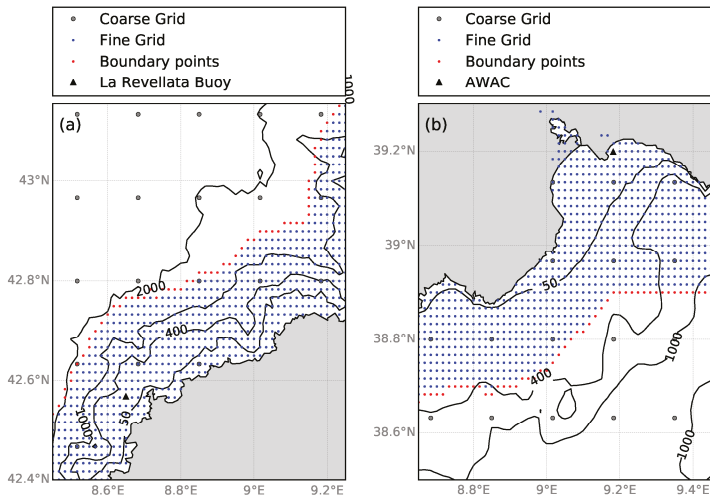 Coarse Grid
Fine Grid
Boundary points
La Revellata Buoy
(a)
1000
43°N
42.8°N
42.6°N
42.4°N
2000
400
1000
50
8.6°E
8.8°E
9°E
9.2°E
Coarse Grid
Fine Grid
Boundary points
AWAC
(b)
39.2°N
39°N
38.8°N
38.6°N
50
400
1000
1000
8.8°E
9°E
9.2°E
9.4°E